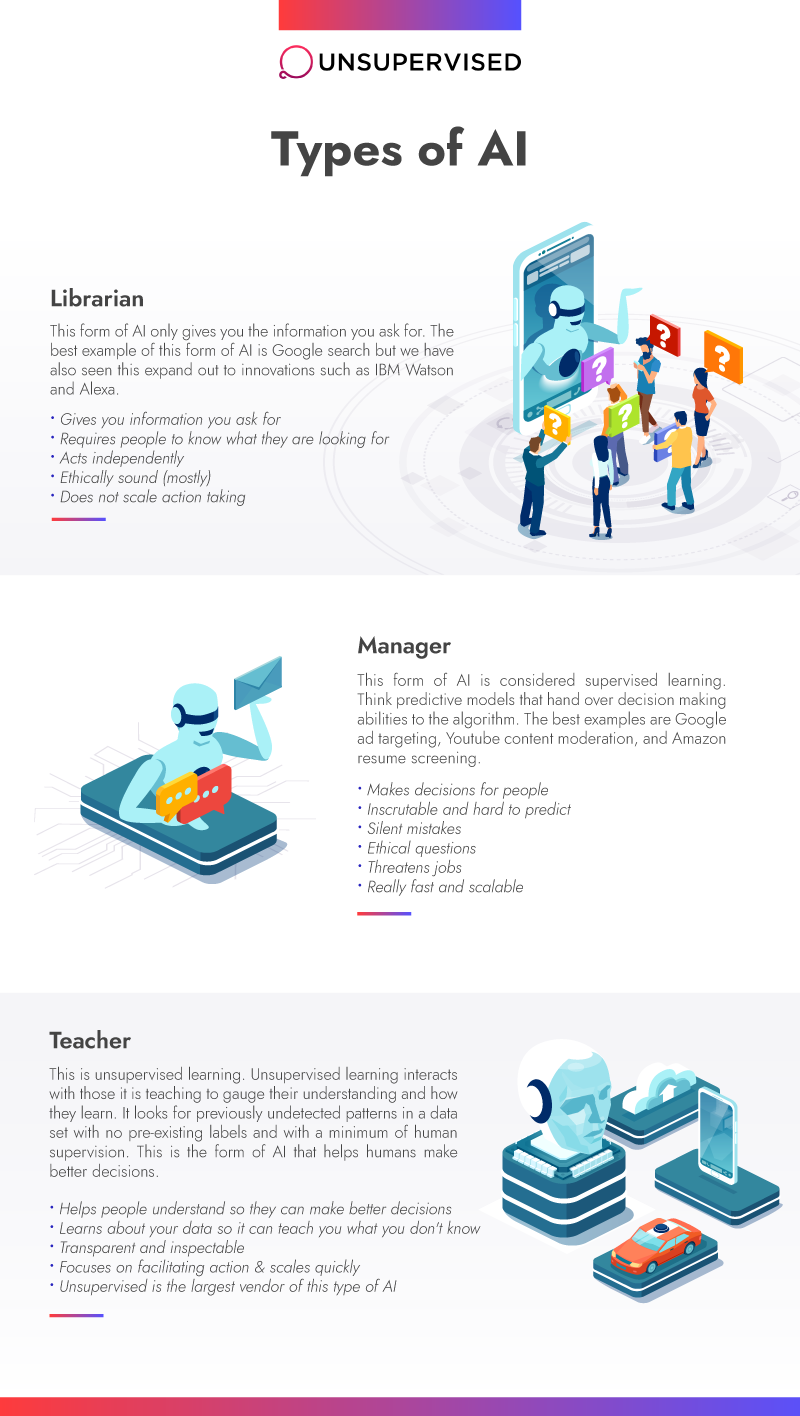 UNSUPERVISED
Types of AI
Librarian
This form of AI only gives you the information you ask for. The
best example of this form of AI is Google search but we have
also seen this expand out to innovations such as IBM Watson
and Alexa.
• Gives you information you ask for
• Requires people to know what they are looking for
• Acts independently
• Ethically sound (mostly)
• Does not scale action taking
?
?
?
?
?
?
Manager
This form of AI is considered supervised learning.
Think predictive models that hand over decision making
abilities to the algorithm. The best examples are Google
ad targeting, Youtube content moderation, and Amazon
resume screening.
• Makes decisions for people
• Inscrutable and hard to predict
• Silent mistakes
• Ethical questions
• Threatens jobs
• Really fast and scalable
Teacher
This is unsupervised learning. Unsupervised learning interacts
with those it is teaching to gauge their understanding and how
they learn. It looks for previously undetected patterns in a data
set with no pre-existing labels and with a minimum of human
supervision. This is the form of AI that helps humans make
better decisions.
• Helps people understand so they can make better decisions
• Learns about your data so it can teach you what you don't know
• Transparent and inspectable
• Focuses on facilitating action & scales quickly
• Unsupervised is the largest vendor of this type of AI